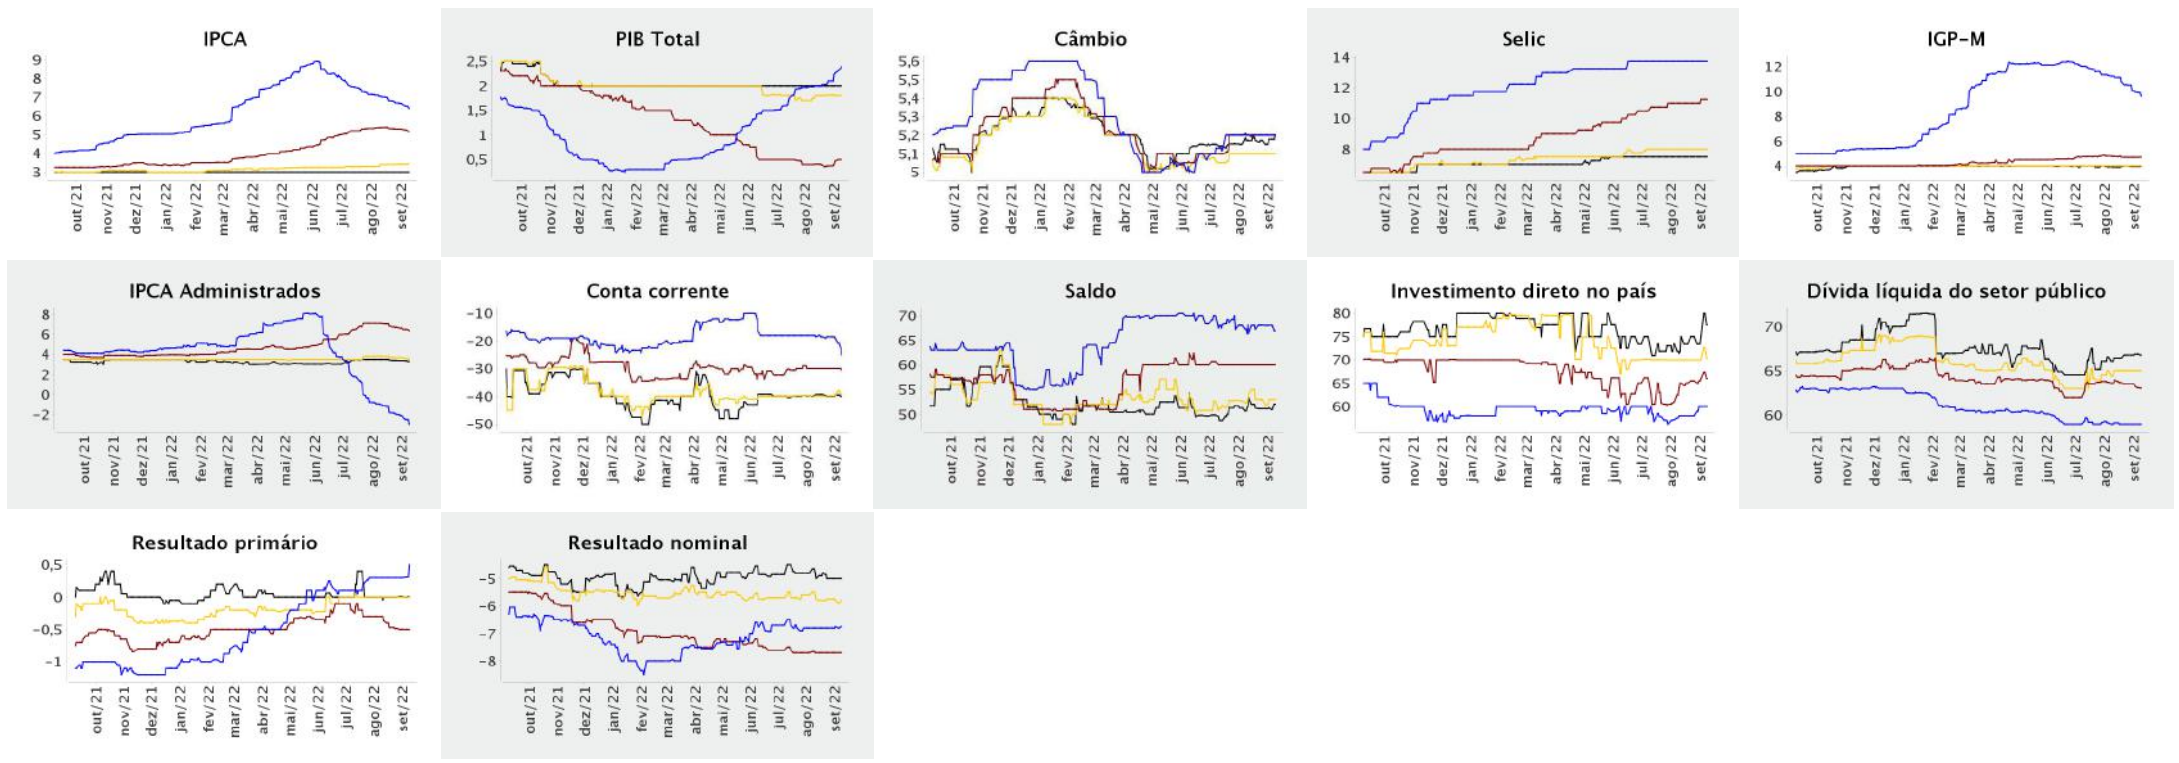 IPCA
9
8
7
6
5
4
3
out/21 nov/21 dez/21 jan/22 fev/22 mar/22 abr/22 mai/22 jun/22 jul/22 ago/22 set/22
PIB Total
2,5
2
1,5
1
0,5
out/21 nov/21 dez/21 jan/22 fev/22 mar/22 abr/22 mai/22 jun/22 jul/22 ago/22 set/22
Câmbio
5,6
5,5
5,4
5,3
5,2
5,1
5
out/21 nov/21 dez/21 jan/22 fev/22 mar/22 abr/22 mai/22 jun/22 jul/22 ago/22 set/22
Selic
14
12
10
8
out/21 nov/21 dez/21 jan/22 fev/22 mar/22 abr/22 mai/22 jun/22 jul/22 ago/22 set/22
IGP-M
12
10
8
6
4
out/21 nov/21 dez/21 jan/22 fev/22 mar/22 abr/22 mai/22 jun/22 jul/22 ago/22 set/22
IPCA Administrados
8
6
4
2
0
−2
out/21 nov/21 dez/21 jan/22 fev/22 mar/22 abr/22 mai/22 jun/22 jul/22 ago/22 set/22
Conta corrente
−10
−20
−30
−40
−50
out/21 nov/21 dez/21 jan/22 fev/22 mar/22 abr/22 mai/22 jun/22 jul/22 ago/22 set/22
Saldo
70
65
60
55
50
out/21 nov/21 dez/21 jan/22 fev/22 mar/22 abr/22 mai/22 jun/22 jul/22 ago/22 set/22
Investimento direto no país
80
75
70
65
60
out/21 nov/21 dez/21 jan/22 fev/22 mar/22 abr/22 mai/22 jun/22 jul/22 ago/22 set/22
Dívida líquida do setor público
70
65
60
out/21 nov/21 dez/21 jan/22 fev/22 mar/22 abr/22 mai/22 jun/22 jul/22 ago/22 set/22
Resultado primário
0,5
0
−0,5
−1
out/21 nov/21 dez/21 jan/22 fev/22 mar/22 abr/22 mai/22 jun/22 jul/22 ago/22 set/22
Resultado nominal
−5
−6
−7
−8
out/21 nov/21 dez/21 jan/22 fev/22 mar/22 abr/22 mai/22 jun/22 jul/22 ago/22 set/22